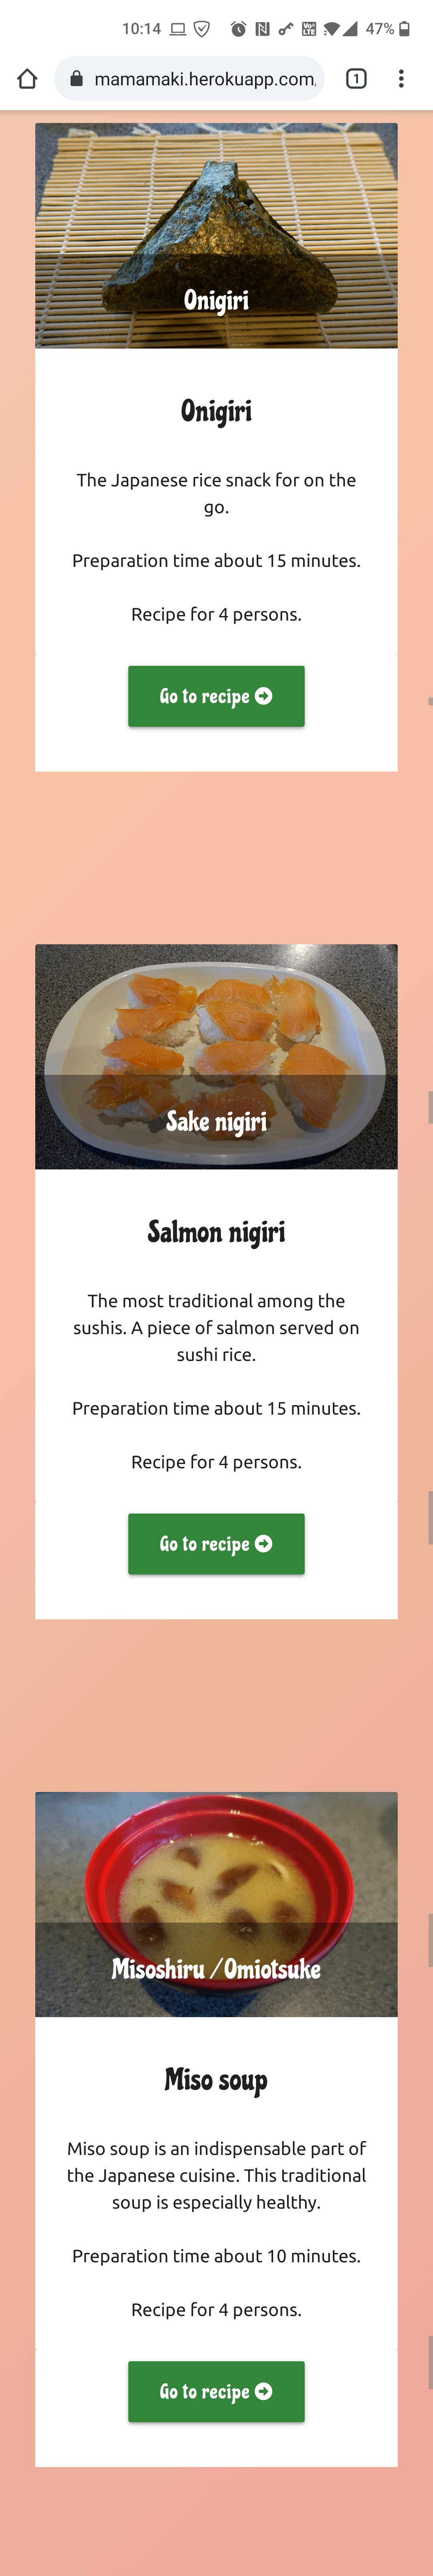 10:14
Vo
LTE
47%
mamamaki.herokuapp.com
1
Onigiri
Onigiri
The Japanese rice snack for on the
go.
Preparation time about 15 minutes.
Recipe for 4 persons.
Go to recipe
Sake nigiri
Salmon nigiri
The most traditional among the
sushis. A piece of salmon served on
sushi rice.
Preparation time about 15 minutes.
Recipe for 4 persons.
Go to recipe
Misoshiru / Omiotsuke
Miso soup
Miso soup is an indispensable part of
the Japanese cuisine. This traditional
soup is especially healthy.
Preparation time about 10 minutes.
Recipe for 4 persons.
Go to recipe